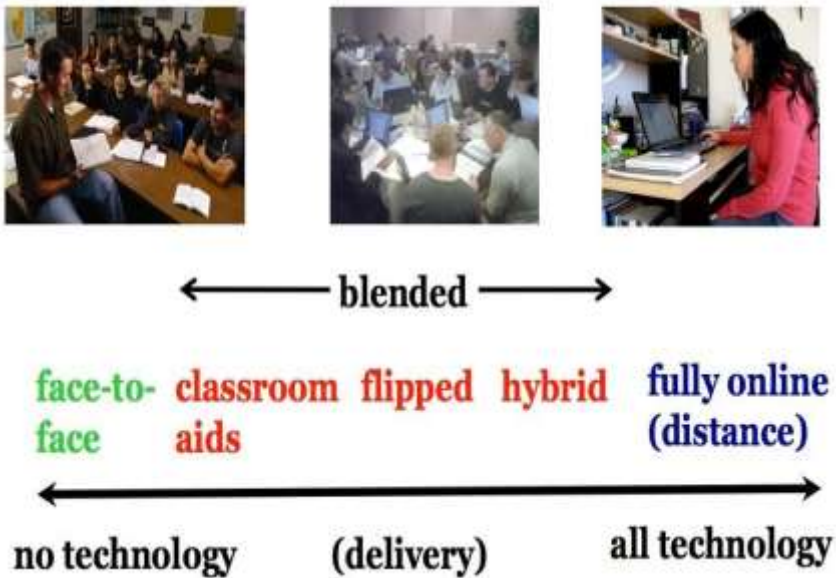 blended
face-to- classroom flipped hybrid fully online
face aids (distance)
no technology (delivery) all technology